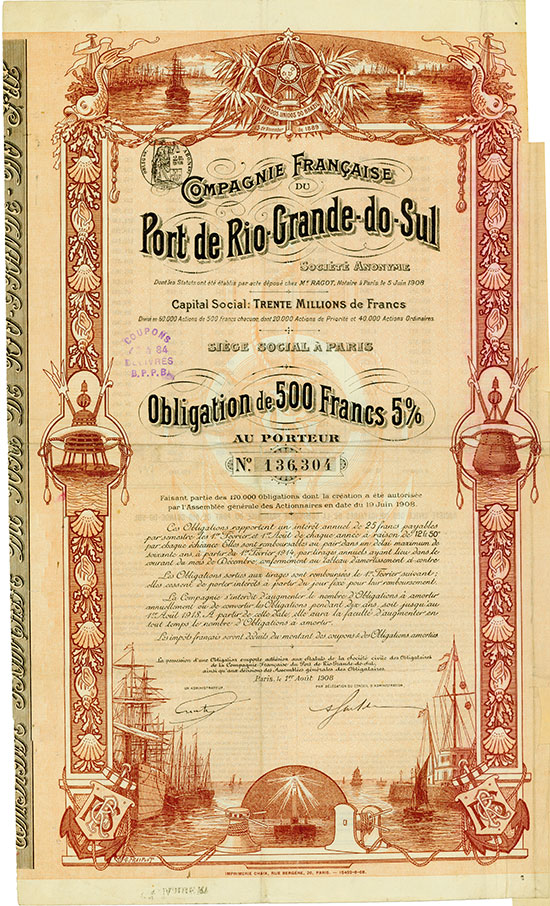 ESTADOS UNIDOS DO BRAZIL
15 de Novembro de 1889
COMPAGNIE FRANÇAISE
DU
Port de Rio-Grande-do-Sul
SOCIÉTÉ ANONYME
Dont les Statuts ont été établis par acte déposé chez Me RAGOT, Notaire à Paris le 5 Juin 1908
Capital Social: TRENTE MILLIONS de Francs
Divisé en 60.000 Actions de 500 francs chacune, dont 20.000 Actions de Priorité et 40.000 Actions Ordinaires
SIÈGE SOCIAL À PARIS
COUPONS
84
DÉLIVRÉS
B.P.P.B.
Obligation de 500 Francs 5%
AU PORTEUR
No. 136,304
Faisant partie des 120.000 Obligations dont la création a été autorisée
par l'Assemblée générale des Actionnaires en date du 19 Juin 1908.
Ces Obligations rapportent un intérêt annuel de 25 francs payables
par semestre les 1er Février et 1er Août de chaque année à raison de 12f50
par chaque échéance. Elles sont remboursables au pair dans un délai maximum de
soixante ans à partir du 1er Février 1914, par tirages annuels ayant lieu dans le
courant du mois de Décembre, conformément au tableau d'amortissement ci-contre.
Les Obligations sorties aux tirages sont remboursées le 1er Février suivant;
elles cessent de porter intérêts à partir du jour fixé pour leur remboursement.
La Compagnie s'interdit d'augmenter le nombre d'Obligations à amortir
annuellement ou de convertir les Obligations pendant dix ans, soit jusqu'au
1er Août 1918. A partir de cette date, elle aura la faculté d'augmenter en
tout temps le nombre d'Obligations à amortir.
Les impôts français seront déduits du montant des coupons & des Obligations amorties.
La possession d'une Obligation emporte adhésion aux Statuts de la Société civile des Obligataires
de la Compagnie Française du Port de Rio-Grande-do-Sul,
ainsi qu'aux décisions des Assemblées générales des Obligataires.
Paris, le 1er Août 1908
UN ADMINISTRATEUR, PAR DÉLÉGATION DU CONSEIL D'ADMINISTRATION
IMPRIMERIE CHAIX, RUE BERGÈRE, 20, PARIS. — 15493-6-08.